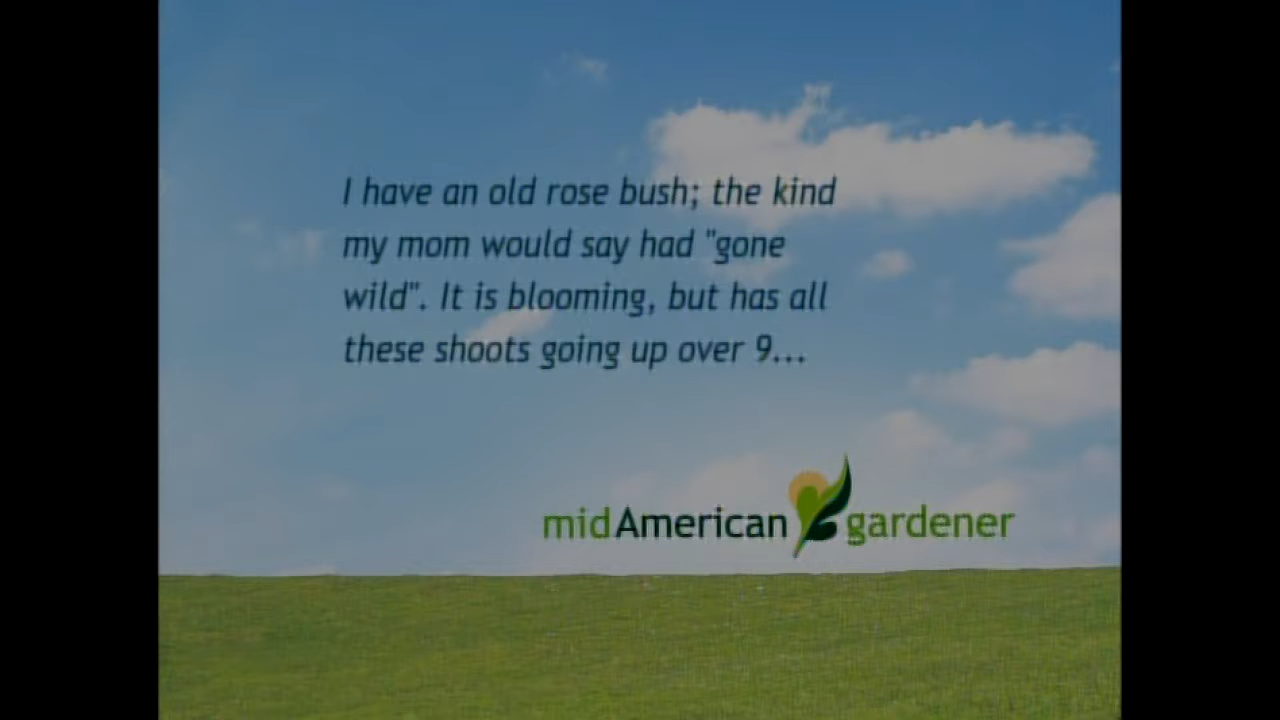 I have an old rose bush; the kind
my mom would say had "gone
wild". It is blooming, but has all
these shoots going up over 9...
midAmerican gardener